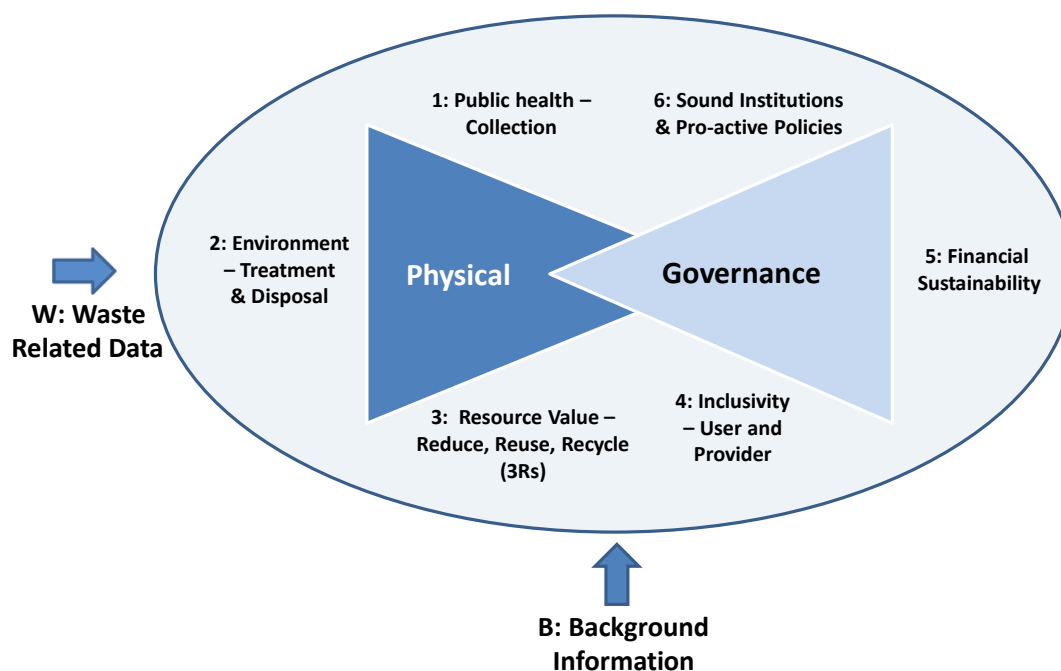 1: Public health –
Collection
6: Sound Institutions
& Pro-active Policies
2: Environment
– Treatment
& Disposal
Physical
Governance
5: Financial
Sustainability
W: Waste
Related Data
3:  Resource Value –
Reduce, Reuse, Recycle
(3Rs)
4: Inclusivity
– User and
Provider
B: Background
Information